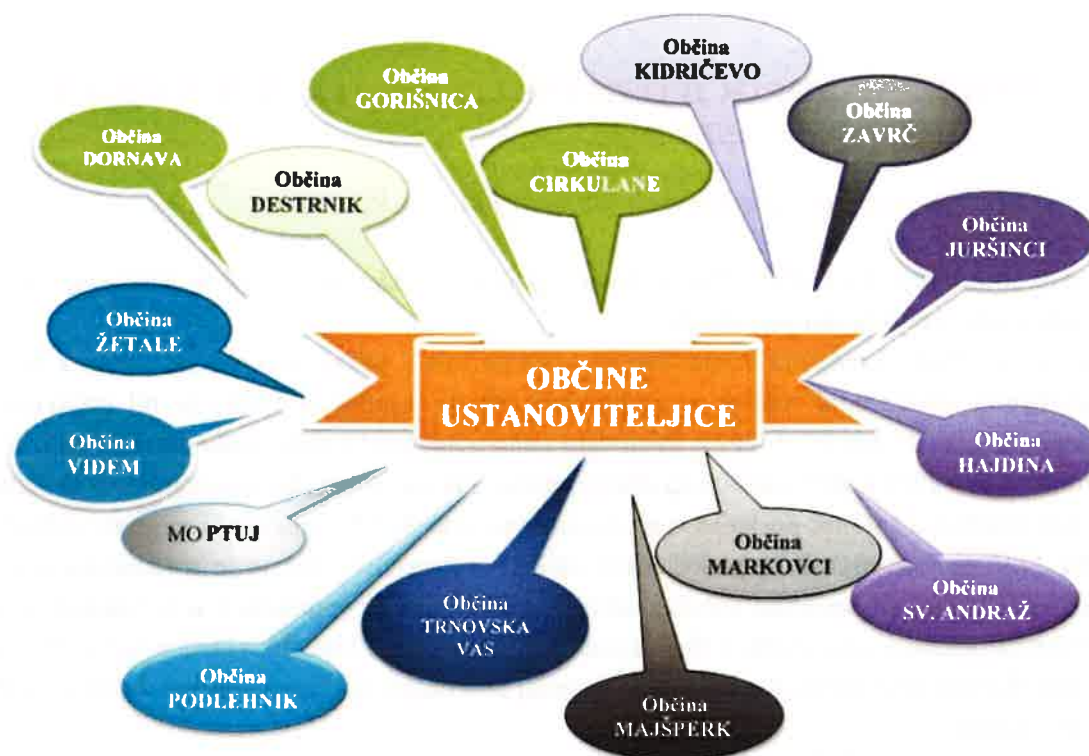 Občina
KIDRIČEVO
Občina
GORIŠNICA
Občina
ZAVRČ
Občina
DORNAVA
Občina
DESTRNIK
Občina
CIRKULANE
Občina
JURŠINCI
Občina
ŽETALE
OBČINE
USTANOVITELJICE
Občina
VIDEM
Občina
HAJDINA
MO PTUJ
Občina
MARKOVCI
Občina
SV. ANDRAŽ
Občina
TRNOVSKA
VAS
Občina
PODLEHNIK
Občina
MAJŠPERK